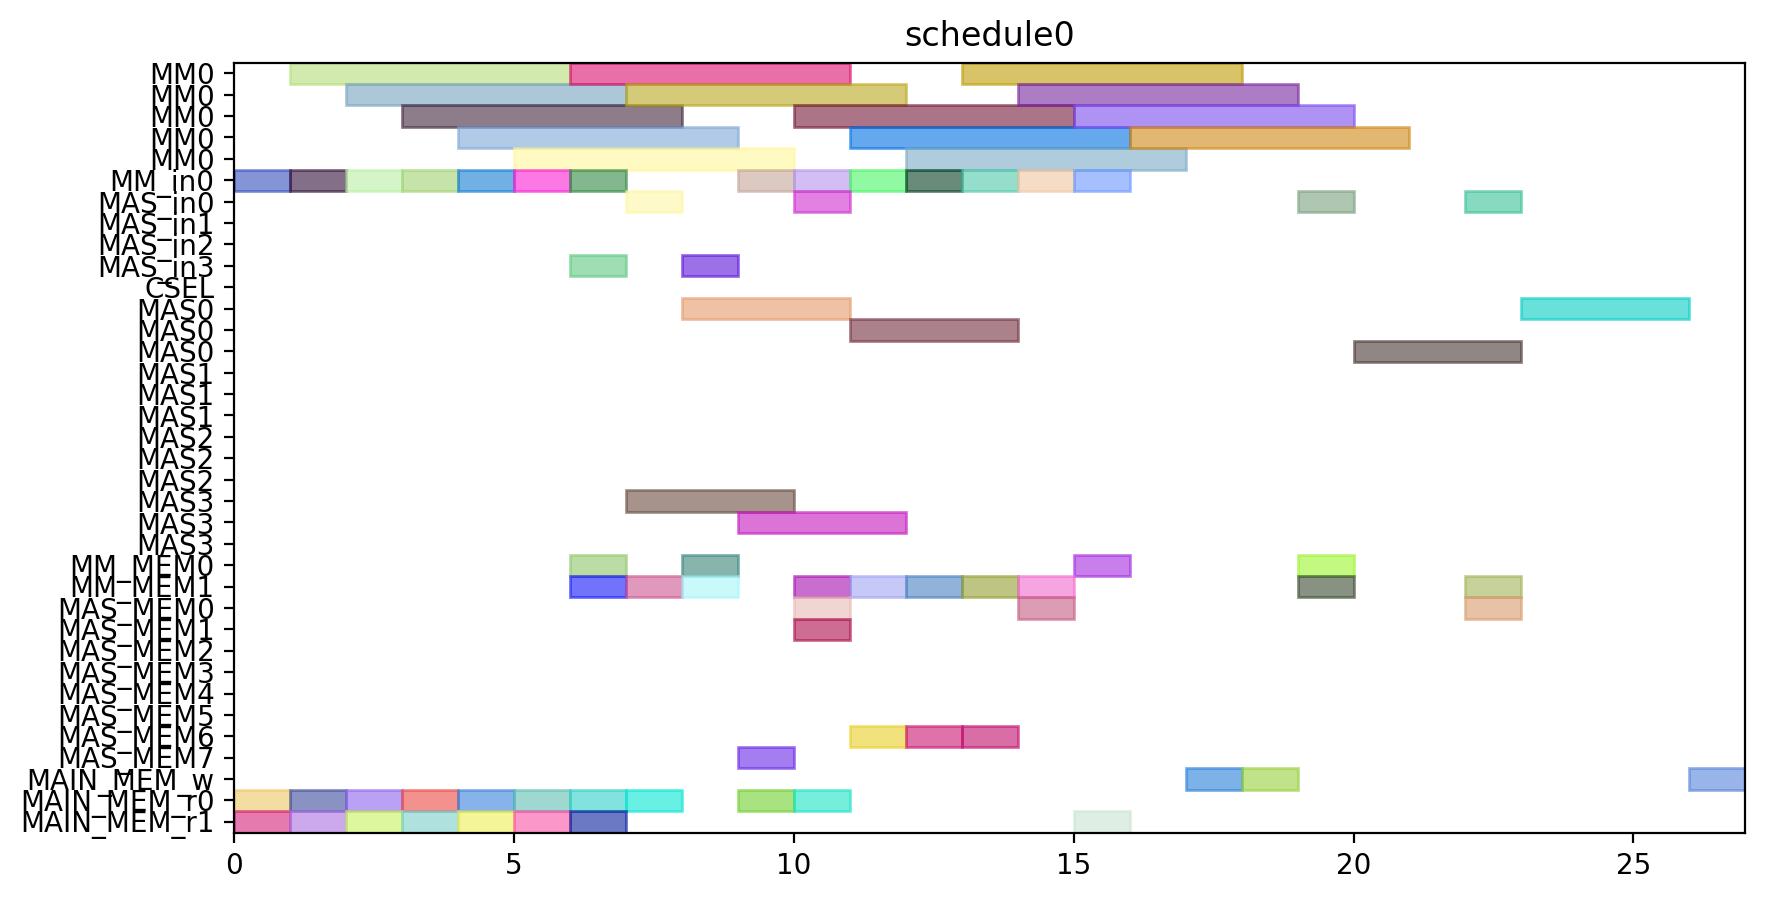 schedule0
MM0
MM0
MM0
MM0
MM0
MM_in0
MAS_in0
MAS_in1
MAS_in2
MAS_in3
CSEL
MAS0
MAS0
MAS0
MAS1
MAS1
MAS1
MAS2
MAS2
MAS2
MAS3
MAS3
MAS3
MM_MEM0
MM_MEM1
MAS_MEM0
MAS_MEM1
MAS_MEM2
MAS_MEM3
MAS_MEM4
MAS_MEM5
MAS_MEM6
MAS_MEM7
MAIN_MEM_w
MAIN_MEM_r0
MAIN_MEM_r1
0 5 10 15 20 25